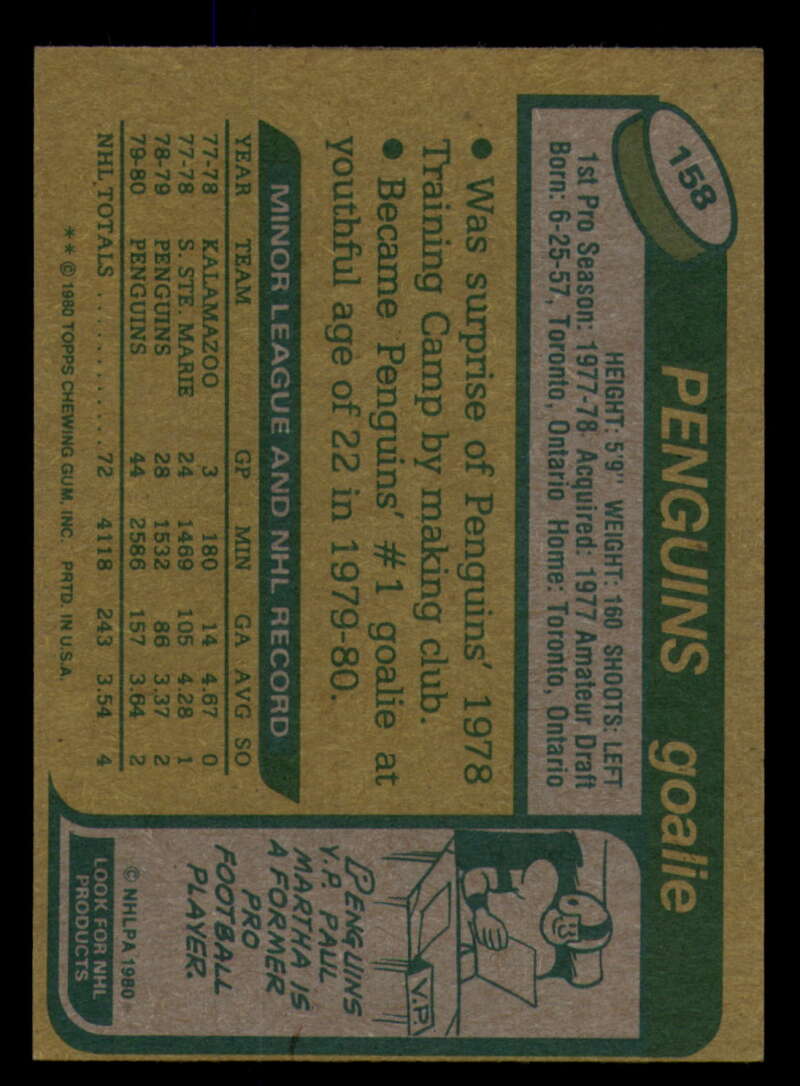 158
PENGUINS goalie
HEIGHT: 5'9" WEIGHT: 160 SHOOTS: LEFT
1st Pro Season: 1977-78 Acquired: 1977 Amateur Draft
Born: 6-25-57, Toronto, Ontario Home: Toronto, Ontario
● Was surprise of Penguins' 1978
Training Camp by making club.
● Became Penguins' #1 goalie at
youthful age of 22 in 1979-80.
MINOR LEAGUE AND NHL RECORD
YEAR TEAM GP MIN GA AVG SO
77-78 KALAMAZOO 3 180 14 4.67 0
77-78 S. STE. MARIE 24 1469 105 4.28 1
78-79 PENGUINS 28 1532 86 3.37 2
79-80 PENGUINS 44 2586 157 3.64 2
NHL TOTALS ............. 72 4118 243 3.54 4
** © 1980 TOPPS CHEWING GUM, INC. PRTD. IN U.S.A.
V.P.
PENGUINS
V.P. PAUL
MARTHA IS
A FORMER
PRO
FOOTBALL
PLAYER.
© NHLPA 1980
LOOK FOR NHL
PRODUCTS